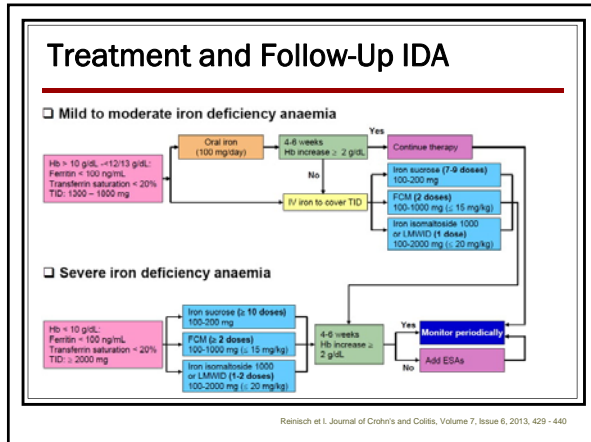 Treatment and Follow-Up IDA
❑ Mild to moderate iron deficiency anaemia
Hb > 10 g/dL -<12/13 g/dL:
Ferritin < 100 ng/mL
Transferrin saturation < 20%
TID: 1300 – 1800 mg
Oral iron
(100 mg/day)
4-6 weeks
Hb increase ≥ 2 g/dL
Yes
Continue therapy
No
IV iron to cover TID
Iron sucrose (7-9 doses)
100-200 mg
FCM (2 doses)
100-1000 mg (≤ 15 mg/kg)
Iron isomaltoside 1000
or LMWID (1 dose)
100-2000 mg (≤ 20 mg/kg)
❑ Severe iron deficiency anaemia
Hb < 10 g/dL:
Ferritin < 100 ng/mL
Transferrin saturation < 20%
TID: ≥ 2000 mg
Iron sucrose (≥ 10 doses)
100-200 mg
FCM (≥ 2 doses)
100-1000 mg (≤ 15 mg/kg)
Iron isomaltoside 1000
or LMWID (1-2 doses)
100-2000 mg (≤ 20 mg/kg)
4-6 weeks
Hb increase ≥
2 g/dL
Yes
Monitor periodically
No
Add ESAs
Reinisch et l. Journal of Crohn's and Colitis, Volume 7, Issue 6, 2013, 429 - 440